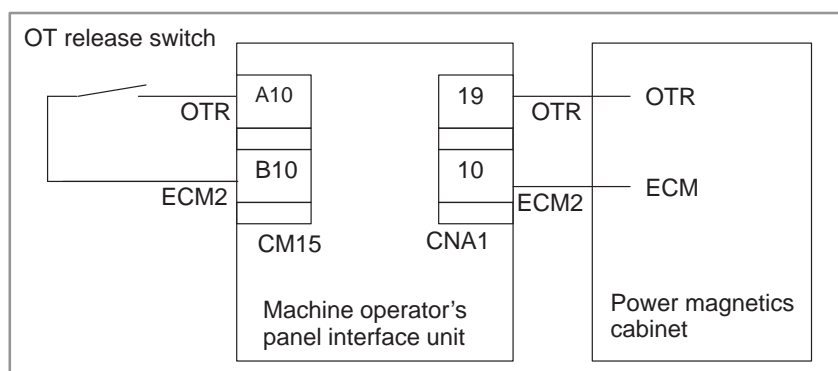 OT release switch
A10
19
OTR
OTR
OTR
B10
10
ECM
ECM2
ECM2
CM15
CNA1
Machine operator’s
panel interface unit
Power magnetics
cabinet